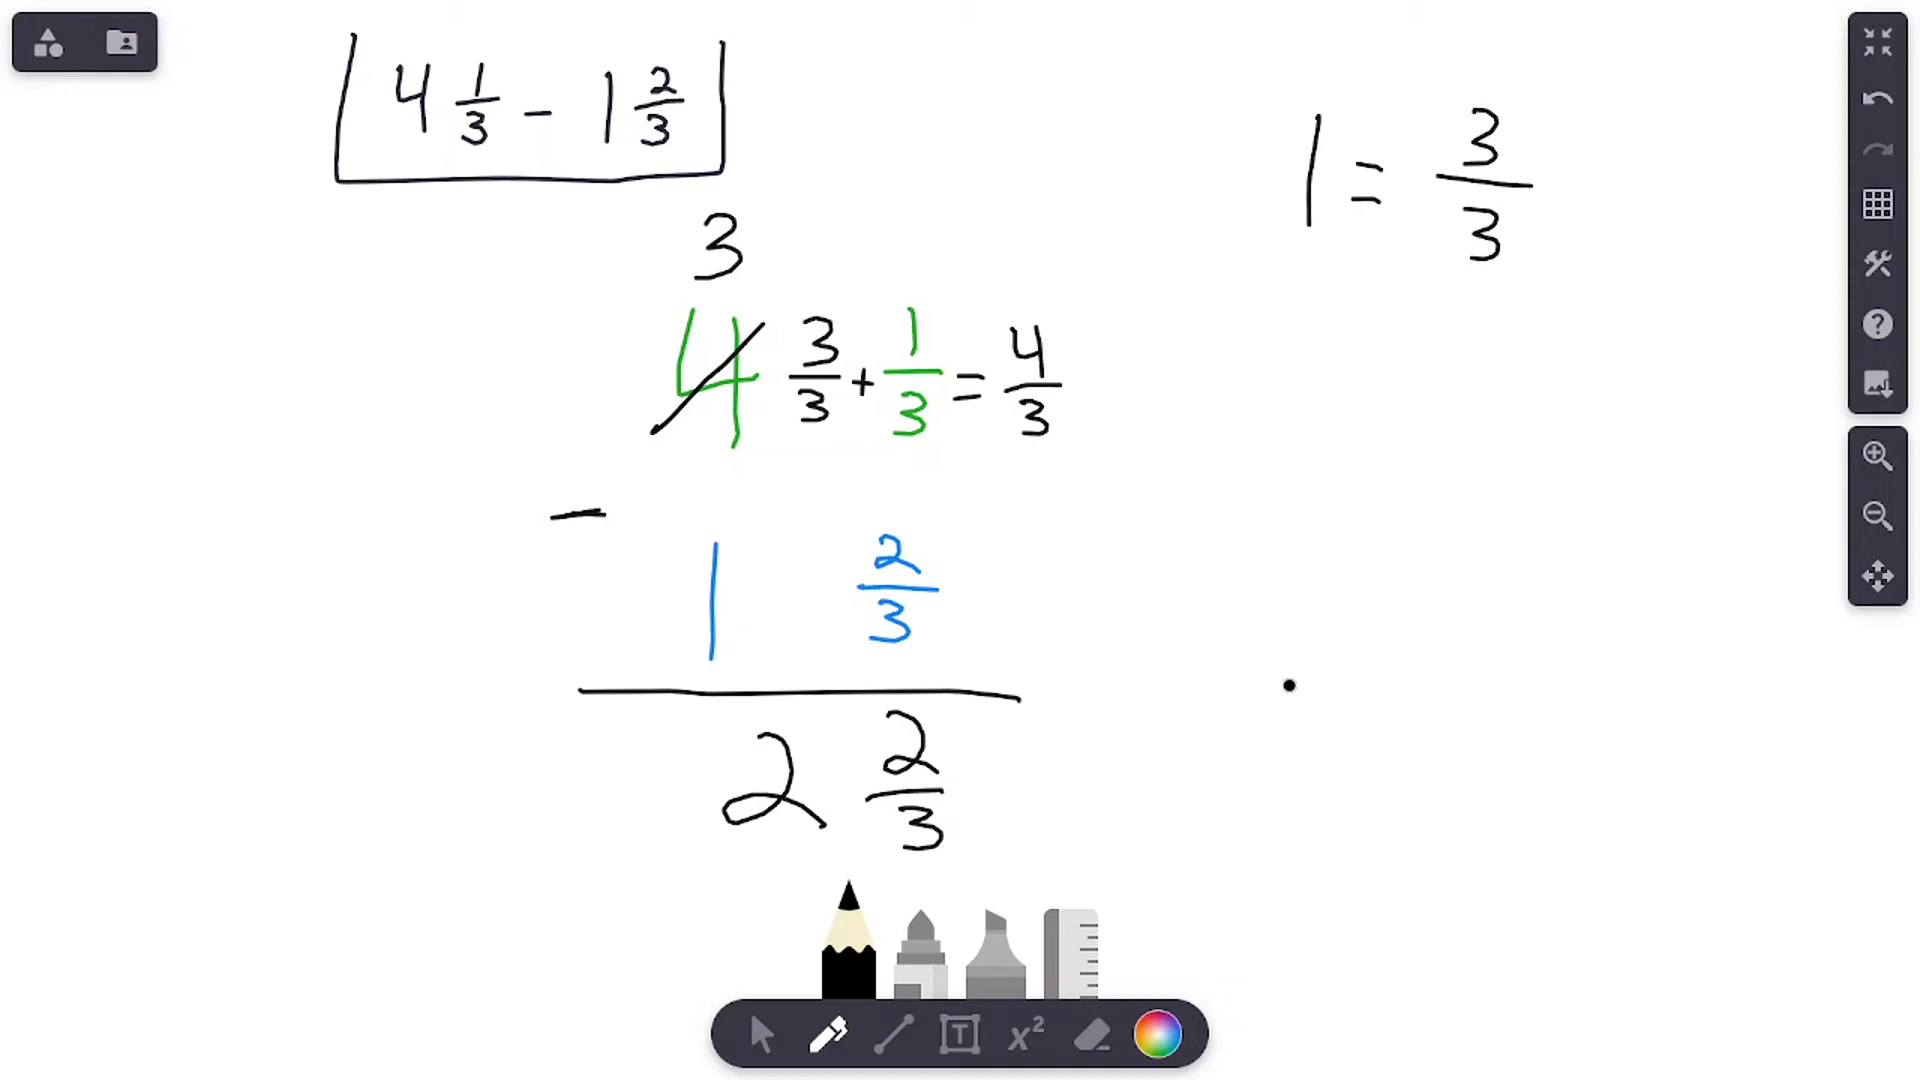 4 1/3 - 1 2/3
1 = 3/3
3
4 3/3 + 1/3 = 4/3
-
1 2/3
2 2/3
T x²